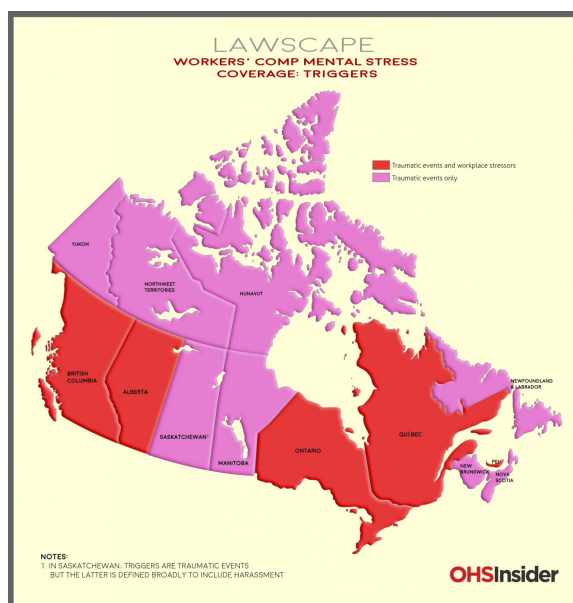 LAWSCAPE
WORKERS' COMP MENTAL STRESS
COVERAGE: TRIGGERS
Traumatic events and workplace stressors
Traumatic events only
YUKON
NORTHWEST
TERRITORIES
NUNAVUT
BRITISH
COLUMBIA
ALBERTA
SASKATCHEWAN¹
MANITOBA
ONTARIO
QUEBEC
NEWFOUNDLAND
& LABRADOR
PEI
NEW
BRUNSWICK
NOVA
SCOTIA
NOTES:
1. IN SASKATCHEWAN, TRIGGERS ARE TRAUMATIC EVENTS
BUT THE LATTER IS DEFINED BROADLY TO INCLUDE HARASSMENT
OHSInsider